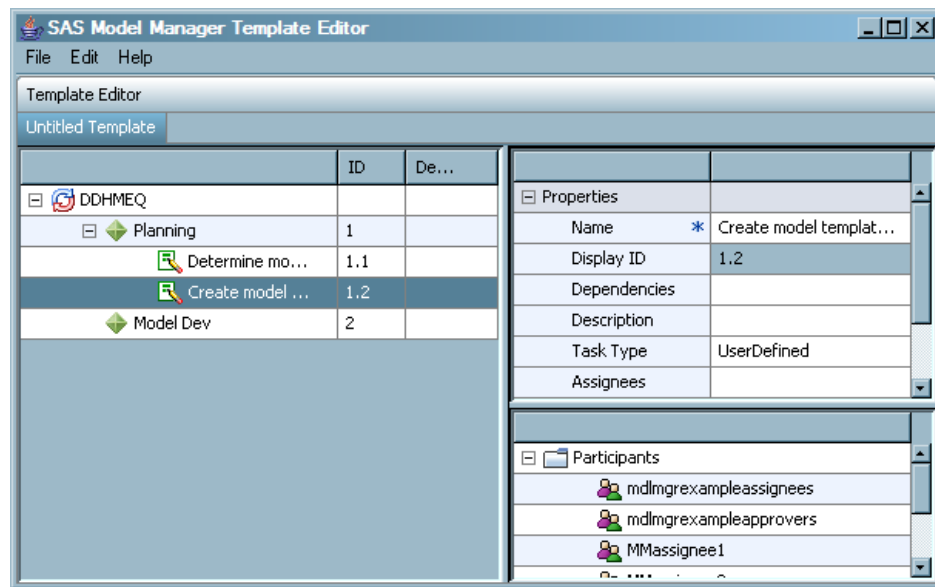 SAS Model Manager Template Editor
File Edit Help
Template Editor
Untitled Template
ID De...
DDHMEQ
Planning 1
Determine mo... 1.1
Create model ... 1.2
Model Dev 2
Properties
Name * Create model templat...
Display ID 1.2
Dependencies
Description
Task Type UserDefined
Assignees
Participants
mdlmgrexampleassignees
mdlmgrexampleapprovers
MMassignee1